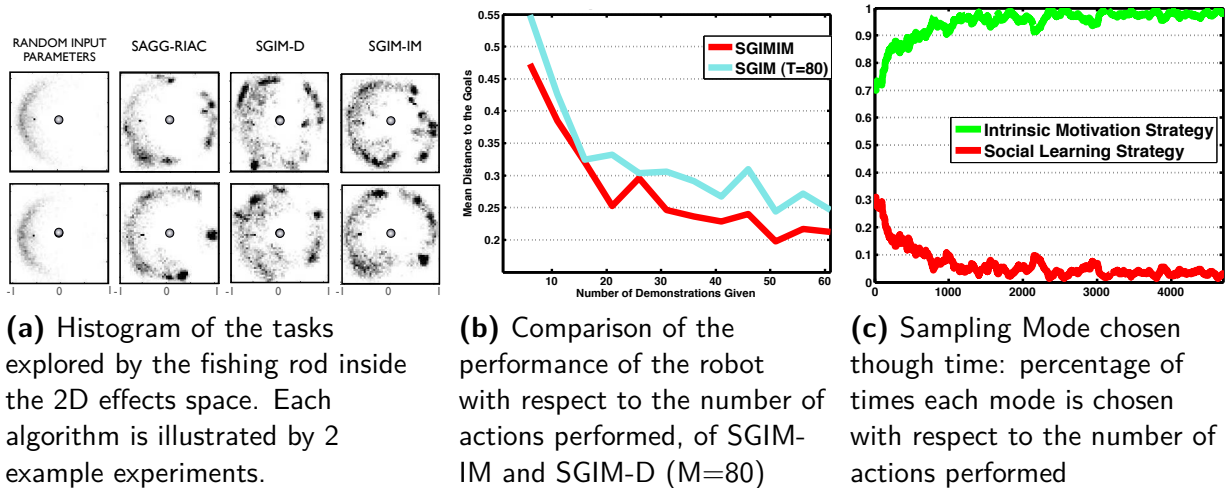 RANDOM INPUT
PARAMETERS
SAGG-RIAC
SGIM-D
SGIM-IM
-1 0 1
-1 0 1
-1 0 1
-1 0 1
(a) Histogram of the tasks
explored by the fishing rod inside
the 2D effects space. Each
algorithm is illustrated by 2
example experiments.
Mean Distance to the Goals
0.55
0.5
0.45
0.4
0.35
0.3
0.25
0.2
SGIMIM
SGIM (T=80)
0 10 20 30 40 50 60
Number of Demonstrations Given
(b) Comparison of the
performance of the robot
with respect to the number of
actions performed, of SGIM-
IM and SGIM-D (M=80)
1
0.9
0.8
0.7
0.6
0.5
0.4
0.3
0.2
0.1
0
Intrinsic Motivation Strategy
Social Learning Strategy
0 1000 2000 3000 4000
(c) Sampling Mode chosen
though time: percentage of
times each mode is chosen
with respect to the number of
actions performed